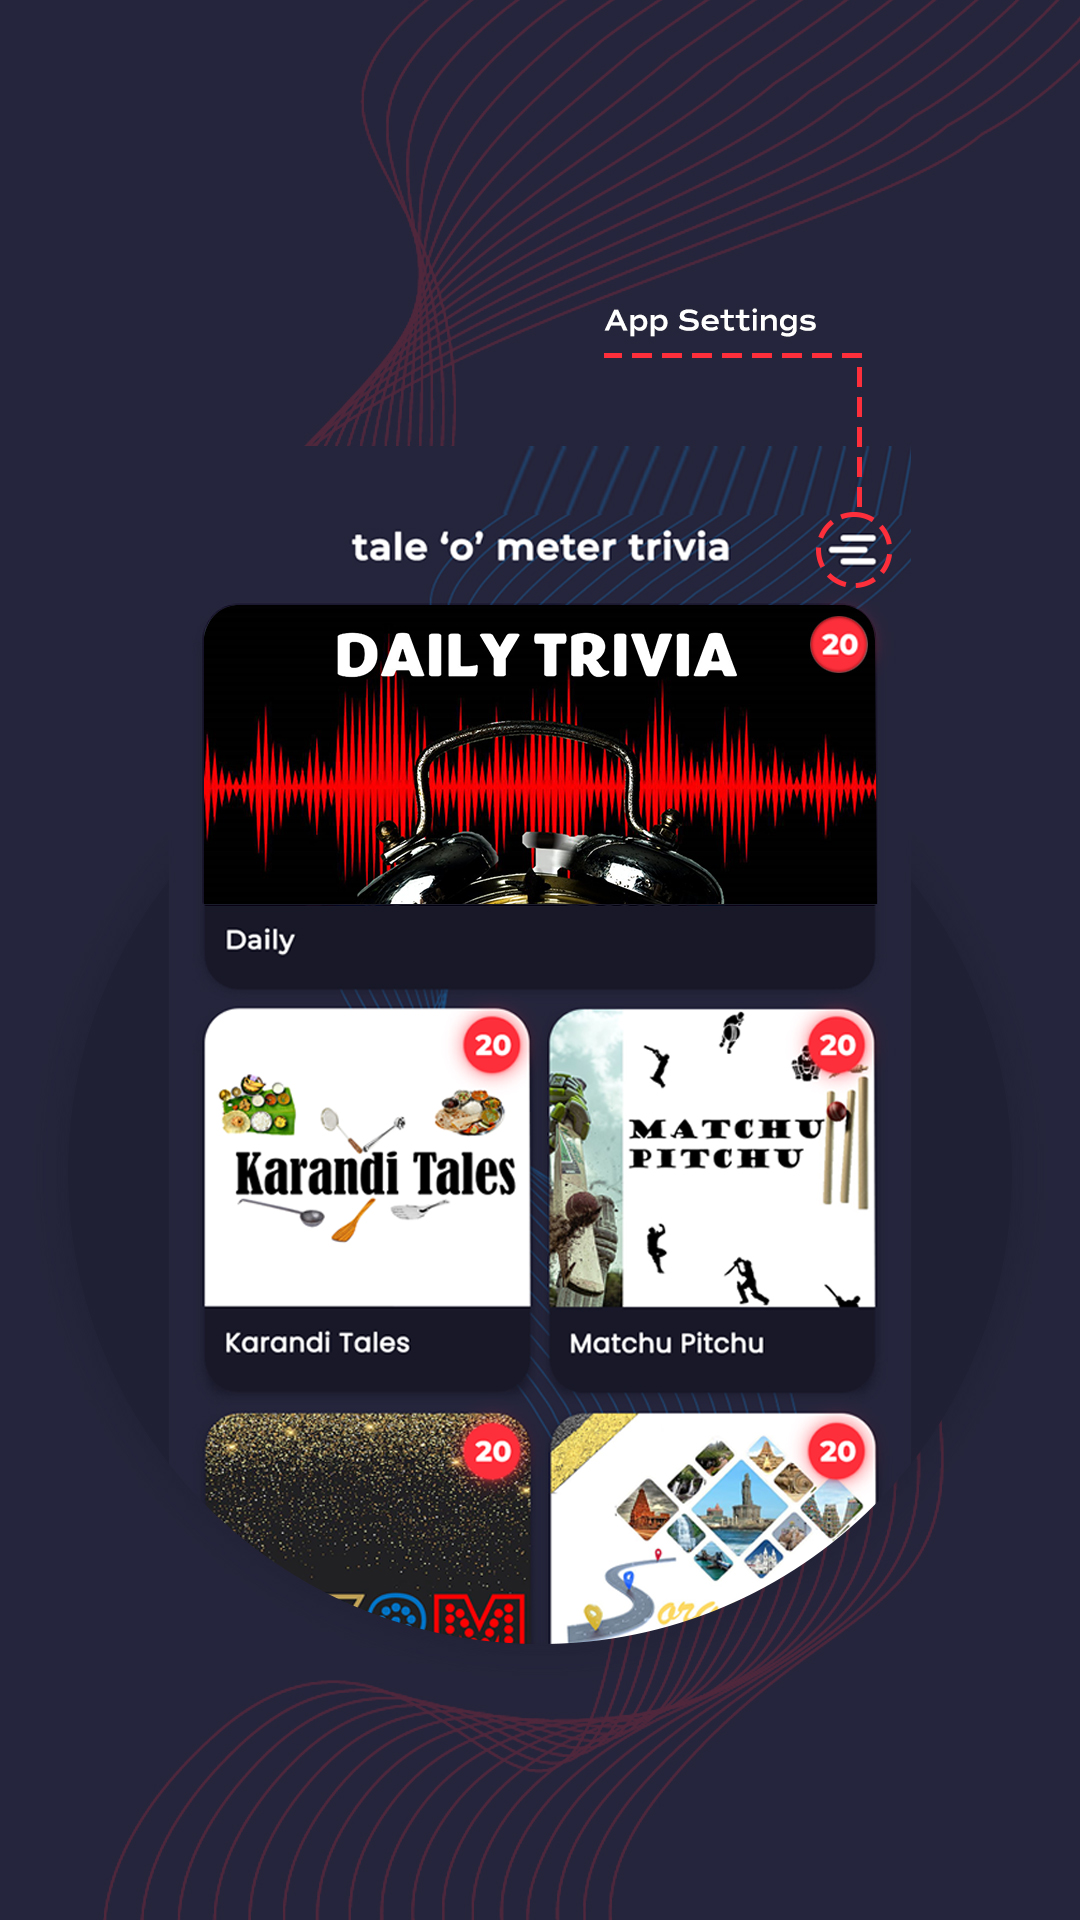 App Settings
tale ‘o’ meter trivia
DAILY TRIVIA
20
Daily
20
Karandi Tales
20
MATCHU
PITCHU
Karandi Tales
Matchu Pitchu
20
20
OM